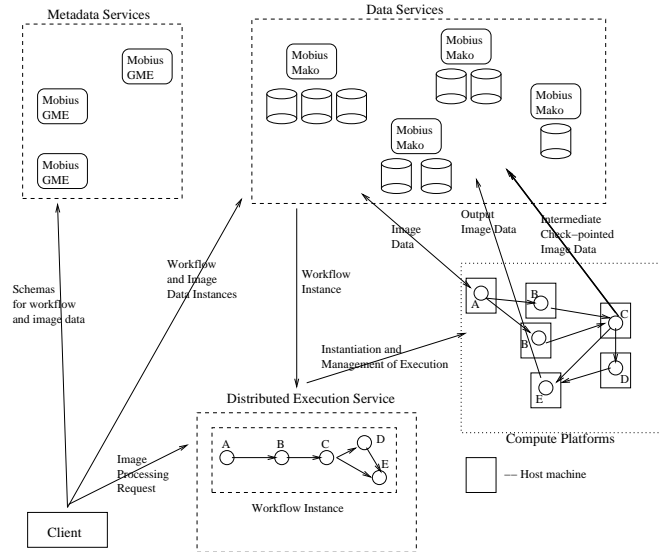 Metadata Services
Mobius
GME
Mobius
GME
Mobius
GME
Data Services
Mobius
Mako
Mobius
Mako
Mobius
Mako
Mobius
Mako
Schemas
for workflow
and image data
Workflow
and Image
Data Instances
Workflow
Instance
Image
Data
Output
Image Data
Intermediate
Check-pointed
Image Data
Instantiation and
Management of Execution
A
B
B
C
D
E
Compute Platforms
-- Host machine
Distributed Execution Service
A
B
C
D
E
Workflow Instance
Image
Processing
Request
Client